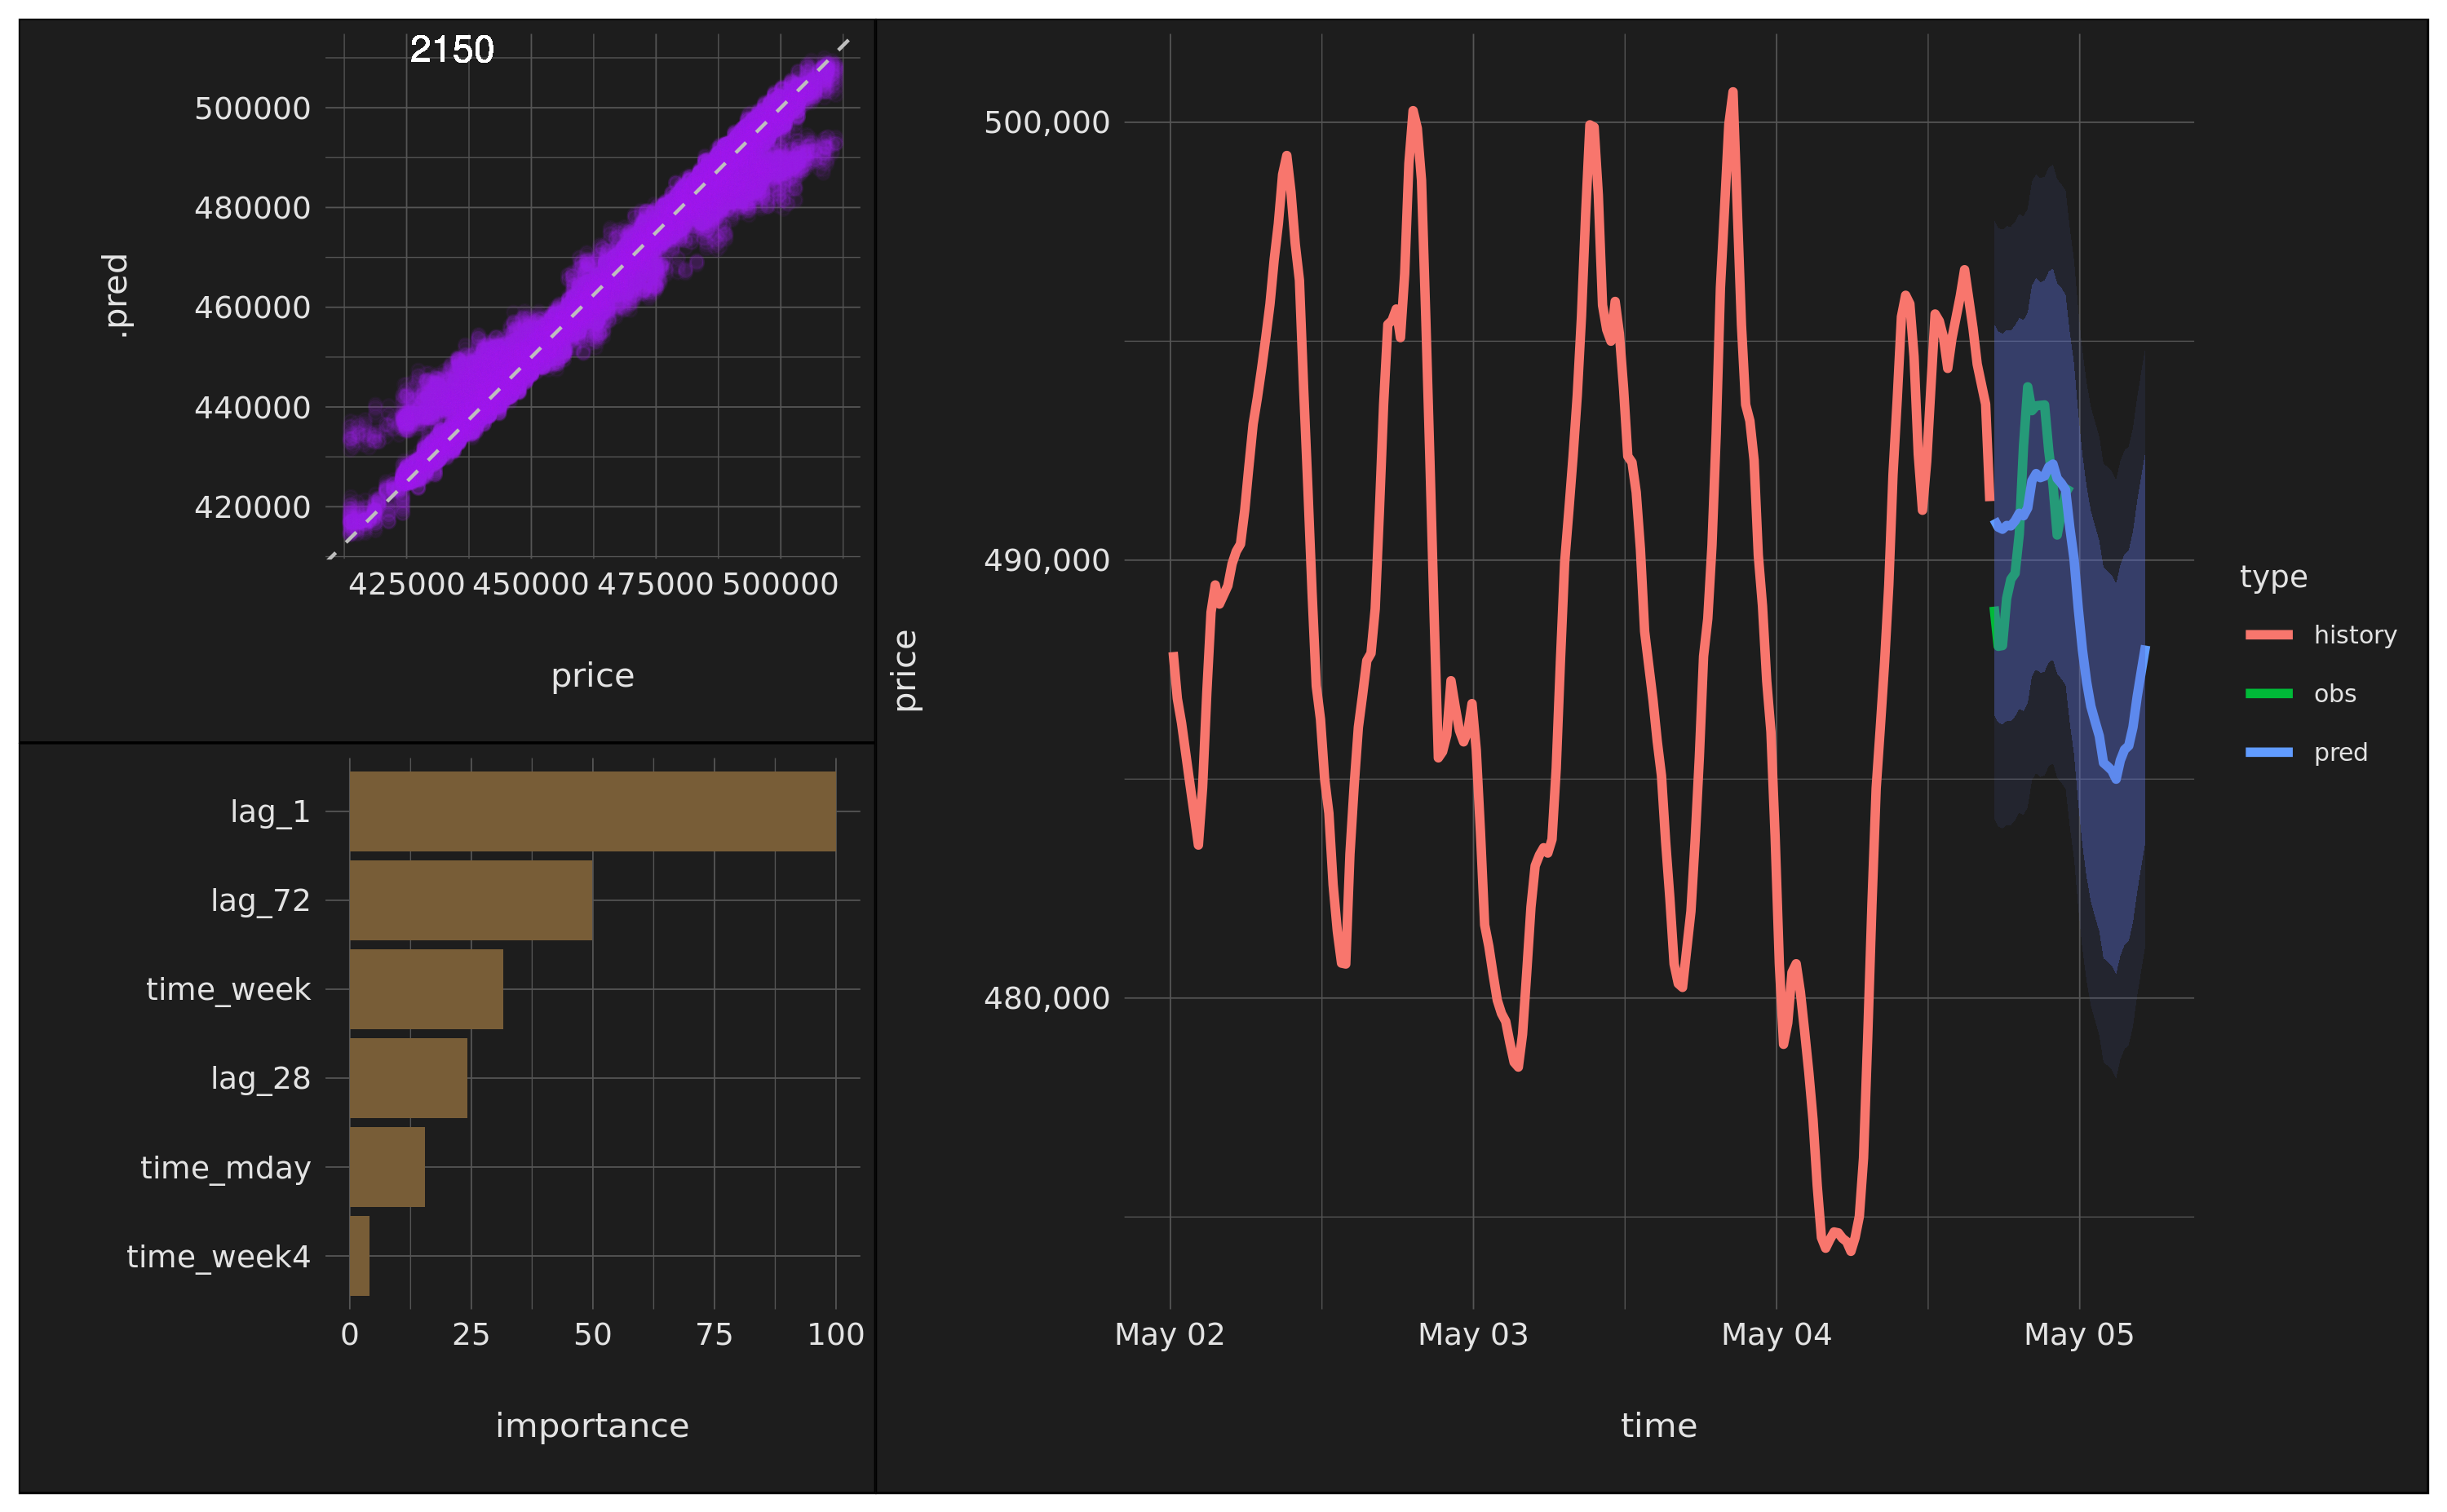 2150
500000
480000
460000
440000
420000
.pred
425000 450000 475000 500000
price
lag_1
lag_72
time_week
lag_28
time_mday
time_week4
0 25 50 75 100
importance
500,000
490,000
480,000
price
May 02 May 03 May 04 May 05
time
type
history
obs
pred